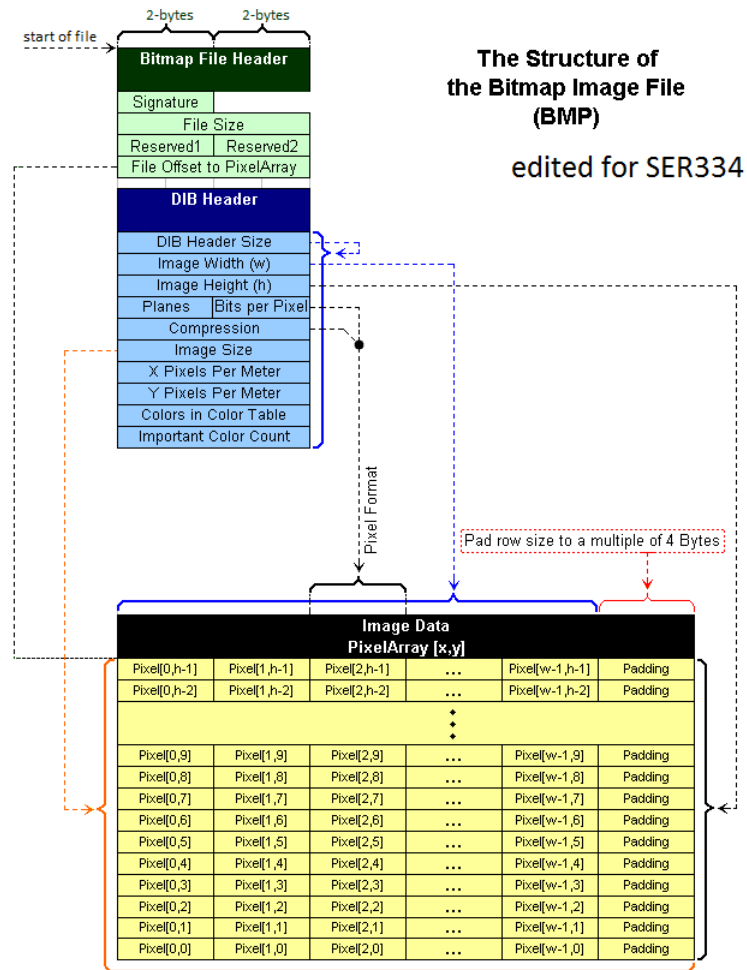 2-bytes 2-bytes
start of file
Bitmap File Header
The Structure of
the Bitmap Image File
(BMP)
edited for SER334
Signature
File Size
Reserved1 Reserved2
File Offset to PixelArray
DIB Header
DIB Header Size
Image Width (w)
Image Height (h)
Planes Bits per Pixel
Compression
Image Size
X Pixels Per Meter
Y Pixels Per Meter
Colors in Color Table
Important Color Count
Pixel Format
Pad row size to a multiple of 4 Bytes
Image Data
PixelArray [x,y]
Pixel[0,h-1] Pixel[1,h-1] Pixel[2,h-1] ... Pixel[w-1,h-1] Padding
Pixel[0,h-2] Pixel[1,h-2] Pixel[2,h-2] ... Pixel[w-1,h-2] Padding
Pixel[0,9] Pixel[1,9] Pixel[2,9] ... Pixel[w-1,9] Padding
Pixel[0,8] Pixel[1,8] Pixel[2,8] ... Pixel[w-1,8] Padding
Pixel[0,7] Pixel[1,7] Pixel[2,7] ... Pixel[w-1,7] Padding
Pixel[0,6] Pixel[1,6] Pixel[2,6] ... Pixel[w-1,6] Padding
Pixel[0,5] Pixel[1,5] Pixel[2,5] ... Pixel[w-1,5] Padding
Pixel[0,4] Pixel[1,4] Pixel[2,4] ... Pixel[w-1,4] Padding
Pixel[0,3] Pixel[1,3] Pixel[2,3] ... Pixel[w-1,3] Padding
Pixel[0,2] Pixel[1,2] Pixel[2,2] ... Pixel[w-1,2] Padding
Pixel[0,1] Pixel[1,1] Pixel[2,1] ... Pixel[w-1,1] Padding
Pixel[0,0] Pixel[1,0] Pixel[2,0] ... Pixel[w-1,0] Padding